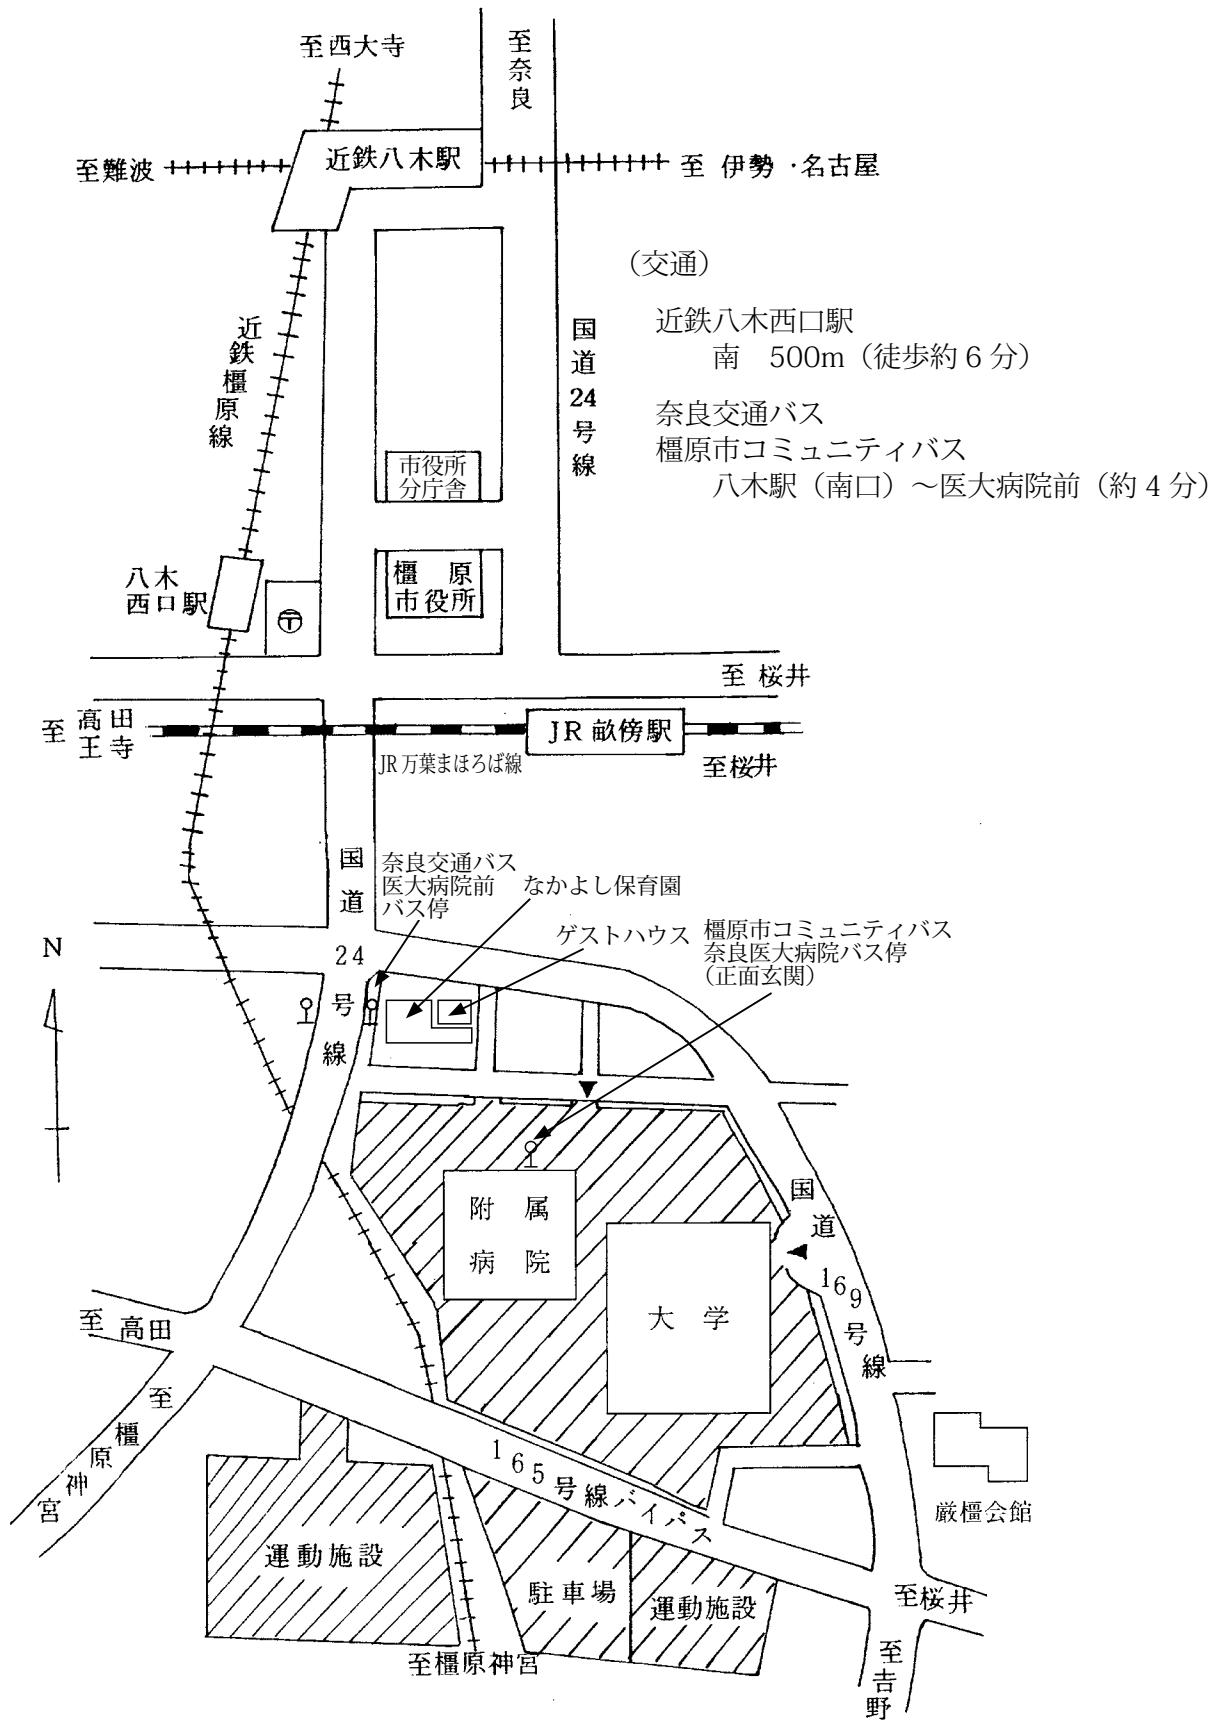 至西大寺
至奈良
近鉄八木駅
至難波
至 伊勢・名古屋
(交通)
近鉄八木西口駅
南 500m(徒歩約6分)
奈良交通バス
橿原市コミュニティバス
八木駅(南口)~医大病院前(約4分)
近鉄橿原線
国道24号線
市役所
分庁舎
橿原
市役所
八木
西口駅
〒
至 桜井
至 高田
王寺
JR 畝傍駅
JR万葉まほろば線
至桜井
国道24号線
奈良交通バス
医大病院前
バス停
なかよし保育園
ゲストハウス
橿原市コミュニティバス
奈良医大病院バス停
(正面玄関)
N
附属
病院
大学
国道169号線
至 高田
至橿原神宮
165号線バイパス
厳橿会館
運動施設
駐車場
運動施設
至桜井
至橿原神宮
至吉野